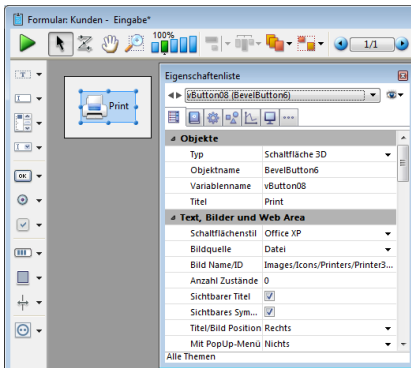 Formular: Kunden - Eingabe*
100%
1/1
Print
Eigenschaftenliste
vButton08 (BevelButton6)
Objekte
Typ Schaltfläche 3D
Objektname BevelButton6
Variablenname vButton08
Titel Print
Text, Bilder und Web Area
Schaltflächenstil Office XP
Bildquelle Datei
Bild Name/ID Images/Icons/Printers/Printer3...
Anzahl Zustände 0
Sichtbarer Titel
Sichtbares Sym...
Titel/Bild Position Rechts
Mit PopUp-Menü Nichts
Alle Themen
OK